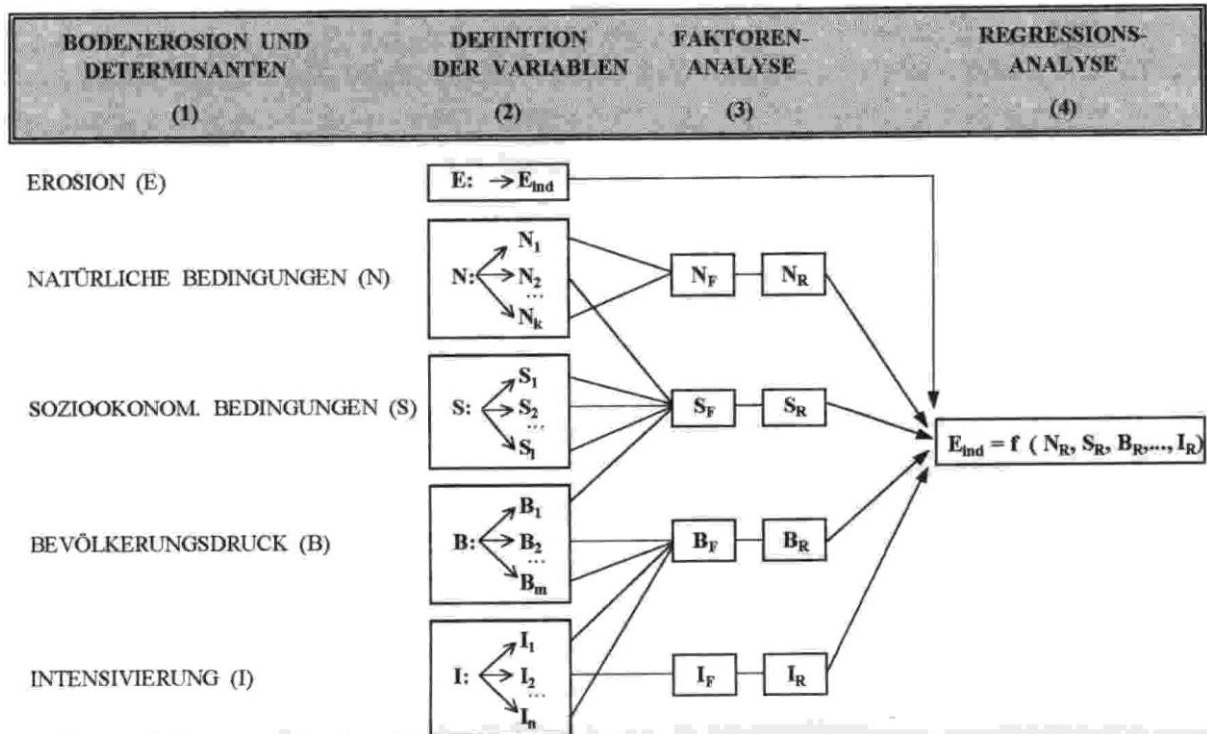 BODENEROSION UND DETERMINANTEN (1)
DEFINITION DER VARIABLEN (2)
FAKTOREN-ANALYSE (3)
REGRESSIONS-ANALYSE (4)
EROSION (E)
E: → E_ind
NATÜRLICHE BEDINGUNGEN (N)
N:
N_1
N_2
...
N_k
N_F
N_R
SOZIOOKONOM. BEDINGUNGEN (S)
S:
S_1
S_2
...
S_l
S_F
S_R
E_ind = f ( N_R, S_R, B_R,..., I_R)
BEVÖLKERUNGSDRUCK (B)
B:
B_1
B_2
...
B_m
B_F
B_R
INTENSIVIERUNG (I)
I:
I_1
I_2
...
I_n
I_F
I_R